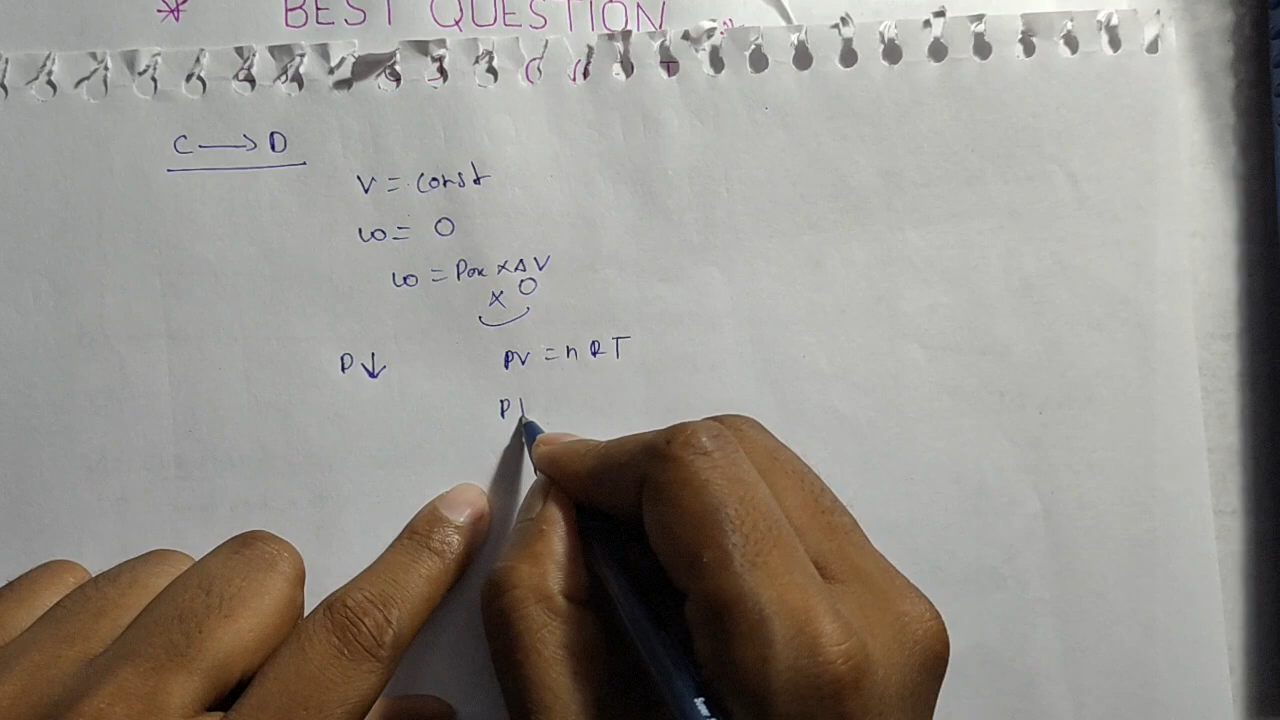 * BEST QUESTION
C → D
V = const
w = 0
w = Pex × ΔV
× 0
P↓ PV = nRT
P↓